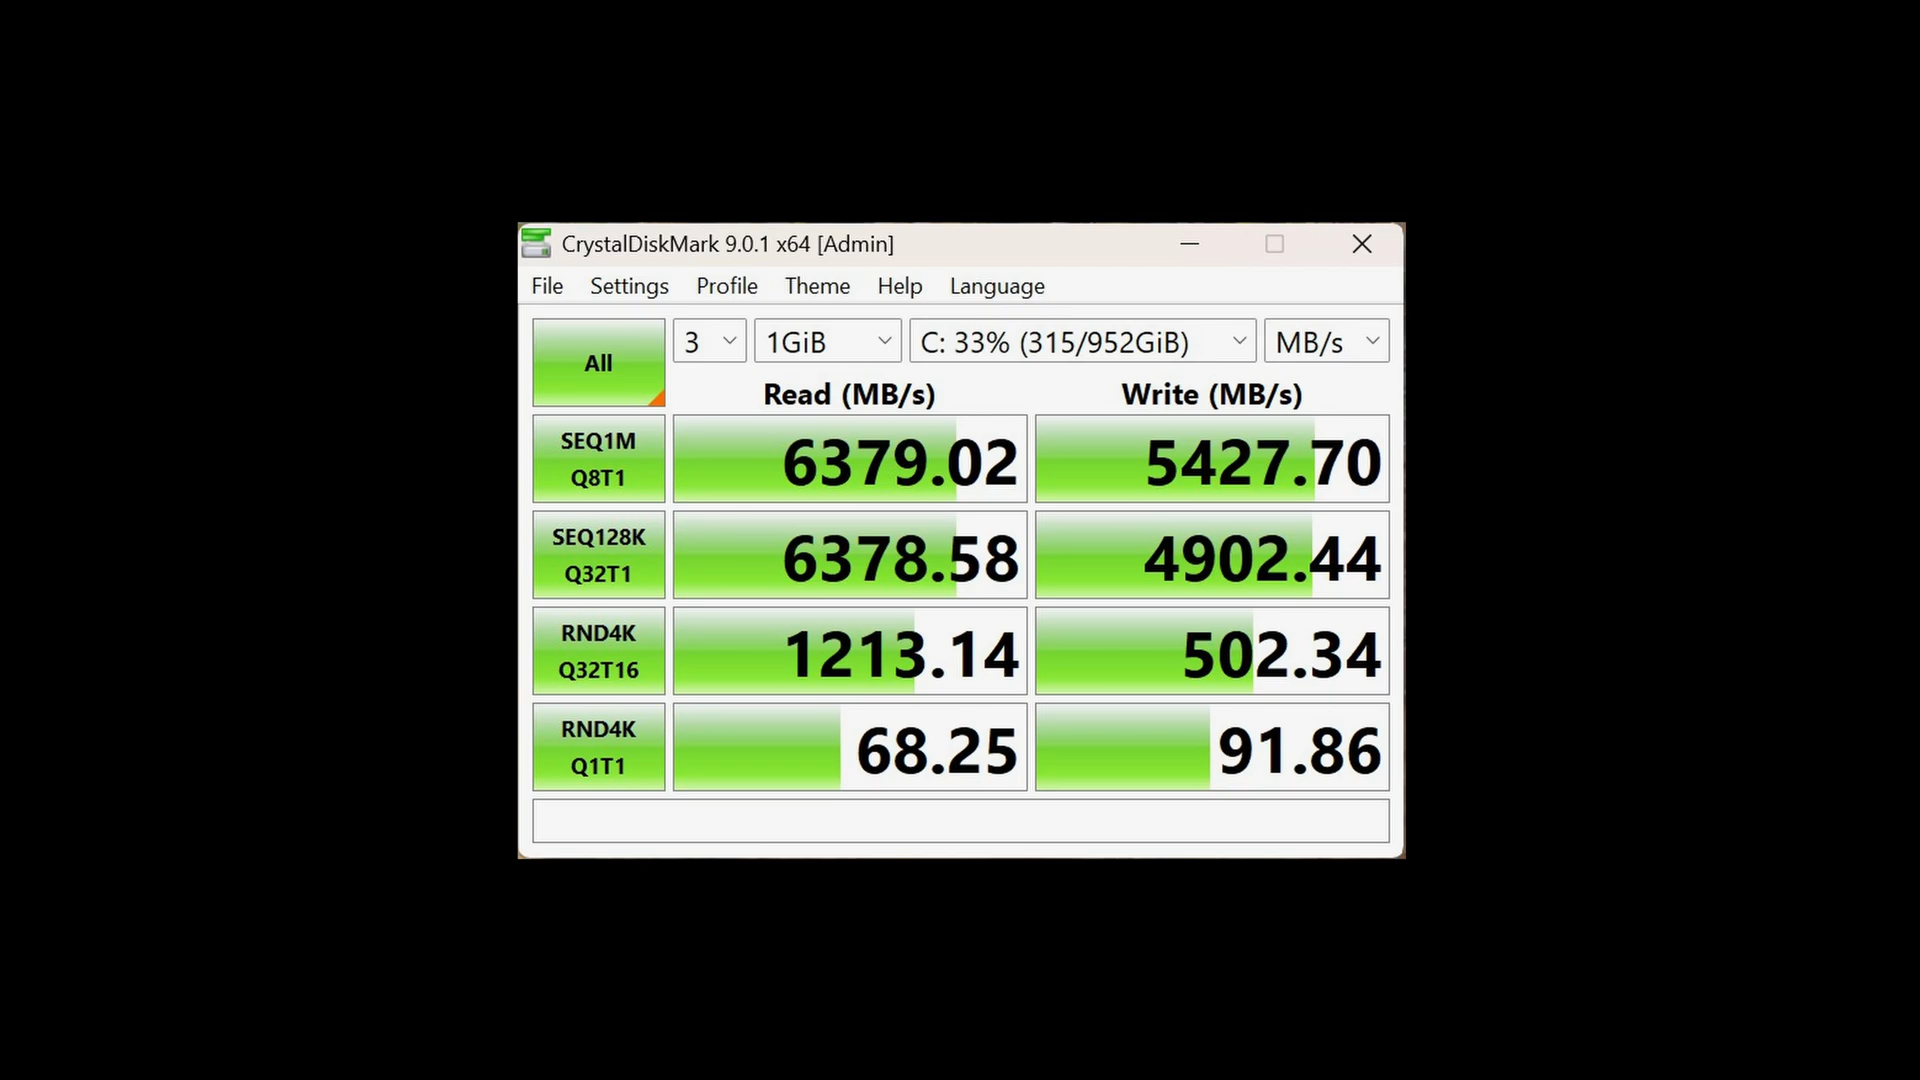 CrystalDiskMark 9.0.1 x64 [Admin]
File Settings Profile Theme Help Language
All
3 1GiB C: 33% (315/952GiB) MB/s
Read (MB/s) Write (MB/s)
SEQ1M
Q8T1
6379.02 5427.70
SEQ128K
Q32T1
6378.58 4902.44
RND4K
Q32T16
1213.14 502.34
RND4K
Q1T1
68.25 91.86